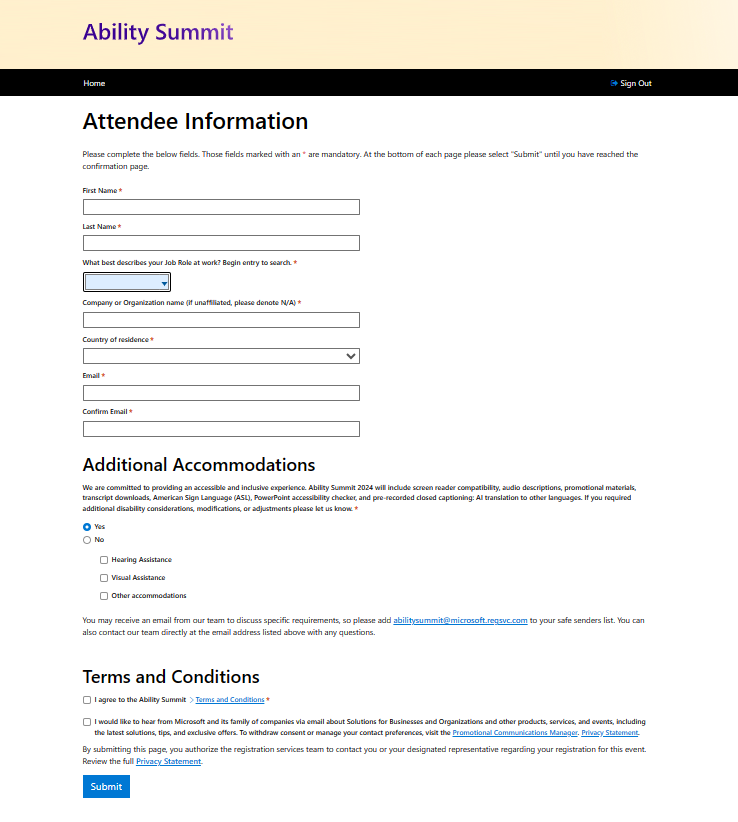 Ability Summit
Home
Sign Out
Attendee Information
Please complete the below fields. Those fields marked with an * are mandatory. At the bottom of each page please select "Submit" until you have reached the
confirmation page.
First Name *
Last Name *
What best describes your Job Role at work? Begin entry to search. *
Company or Organization name (if unaffiliated, please denote N/A) *
Country of residence *
Email *
Confirm Email *
Additional Accommodations
We are committed to providing an accessible and inclusive experience. Ability Summit 2024 will include screen reader compatibility, audio descriptions, promotional materials,
transcript downloads, American Sign Language (ASL), PowerPoint accessibility checker, and pre-recorded closed captioning: AI translation to other languages. If you required
additional disability considerations, modifications, or adjustments please let us know. *
Yes
No
Hearing Assistance
Visual Assistance
Other accommodations
You may receive an email from our team to discuss specific requirements, so please add abilitysummit@microsoft.regsvc.com to your safe senders list. You can
also contact our team directly at the email address listed above with any questions.
Terms and Conditions
I agree to the Ability Summit > Terms and Conditions *
I would like to hear from Microsoft and its family of companies via email about Solutions for Businesses and Organizations and other products, services, and events, including
the latest solutions, tips, and exclusive offers. To withdraw consent or manage your contact preferences, visit the Promotional Communications Manager. Privacy Statement.
By submitting this page, you authorize the registration services team to contact you or your designated representative regarding your registration for this event.
Review the full Privacy Statement.
Submit